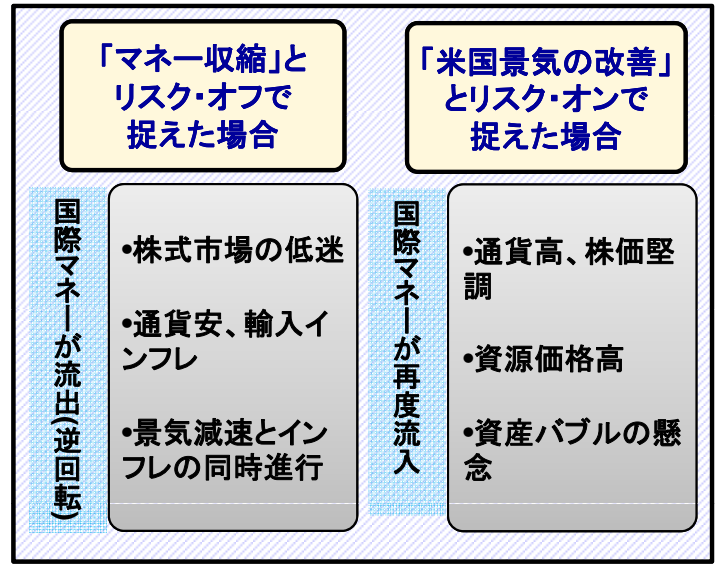 「マネー収縮」と
リスク・オフで
捉えた場合
国際マネーが流出(逆回転)
•株式市場の低迷
•通貨安、輸入イ
ンフレ
•景気減速とイン
フレの同時進行
「米国景気の改善」
とリスク・オンで
捉えた場合
国際マネーが再度流入
•通貨高、株価堅
調
•資源価格高
•資産バブルの懸
念